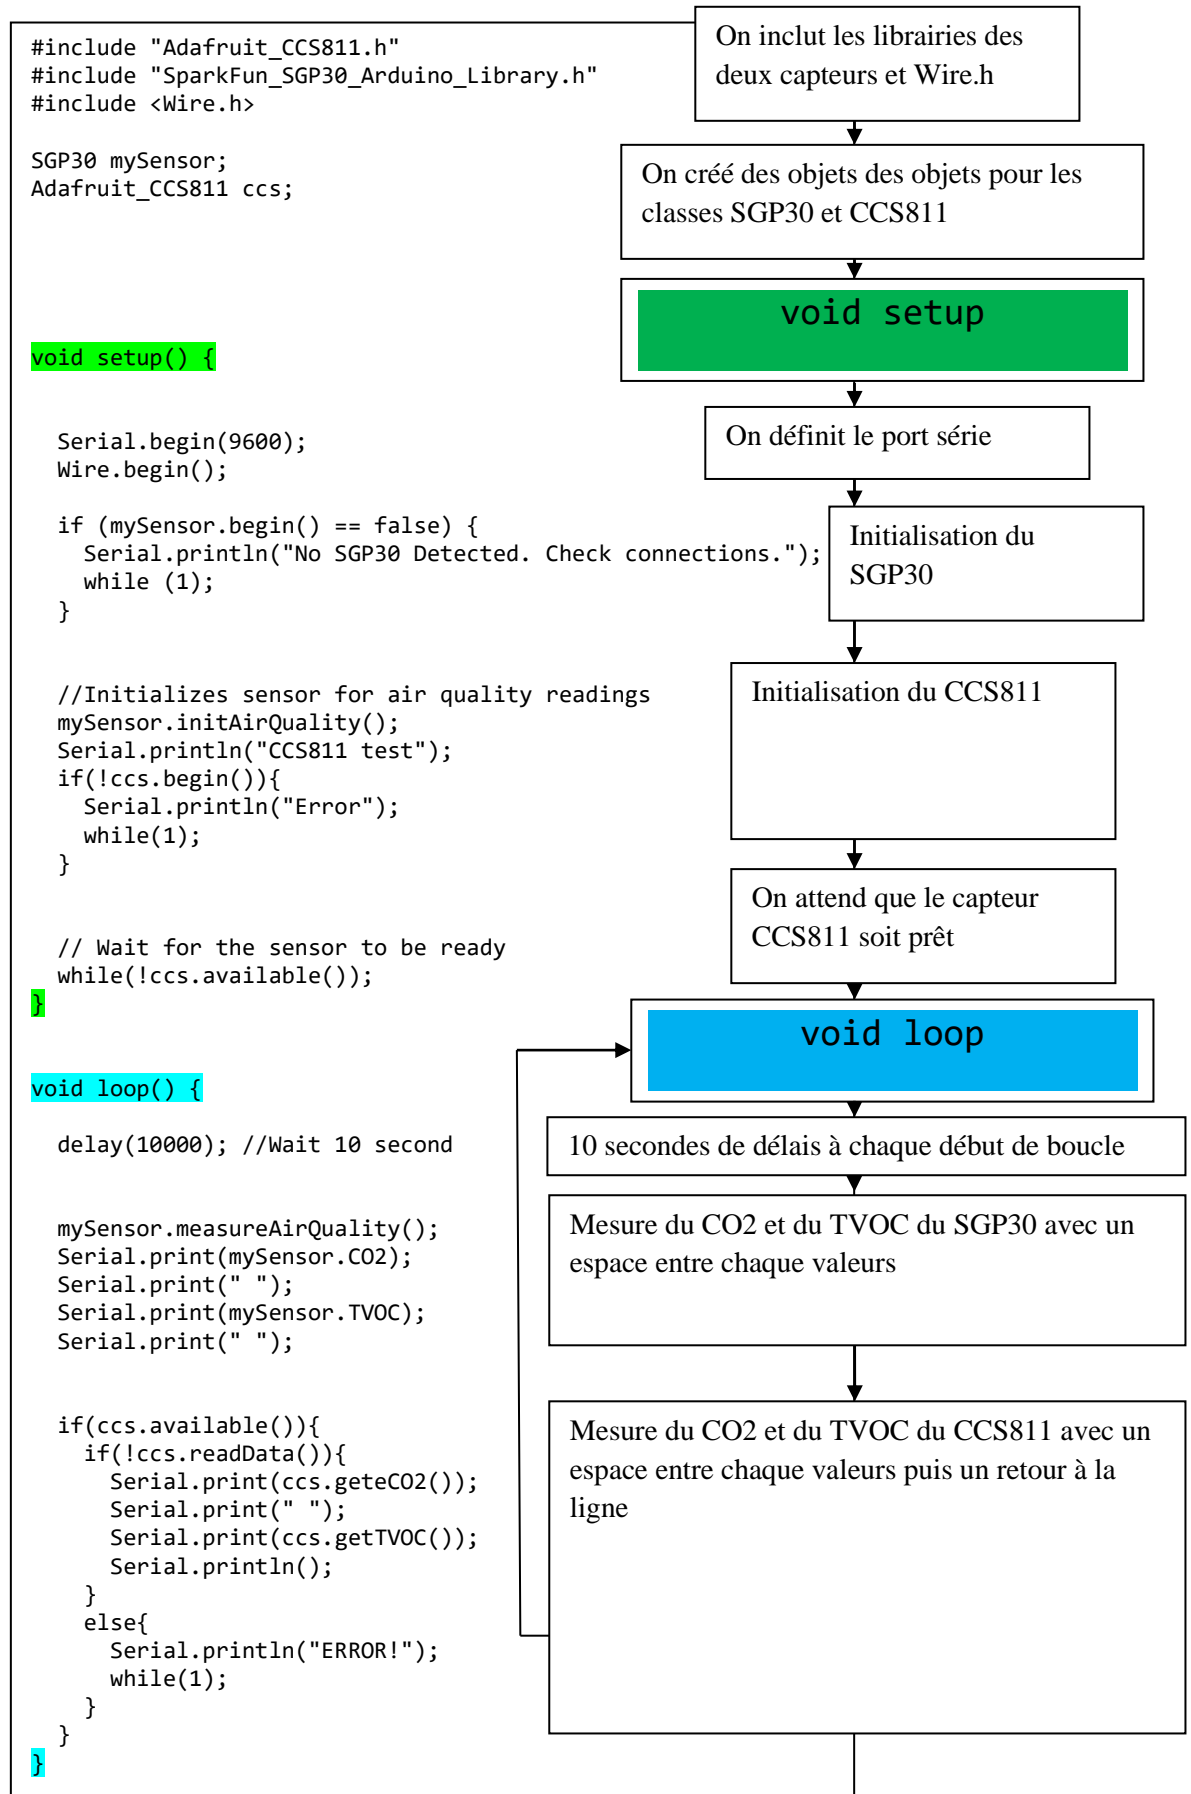 #include "Adafruit_CCS811.h"
#include "SparkFun_SGP30_Arduino_Library.h"
#include <Wire.h>
SGP30 mySensor;
Adafruit_CCS811 ccs;
void setup() {
Serial.begin(9600);
Wire.begin();
if (mySensor.begin() == false) {
Serial.println("No SGP30 Detected. Check connections.");
while (1);
}
//Initializes sensor for air quality readings
mySensor.initAirQuality();
Serial.println("CCS811 test");
if(!ccs.begin()){
Serial.println("Error");
while(1);
}
// Wait for the sensor to be ready
while(!ccs.available());
}
void loop() {
delay(10000); //Wait 10 second
mySensor.measureAirQuality();
Serial.print(mySensor.CO2);
Serial.print(" ");
Serial.print(mySensor.TVOC);
Serial.print(" ");
if(ccs.available()){
if(!ccs.readData()){
Serial.print(ccs.geteCO2());
Serial.print(" ");
Serial.print(ccs.getTVOC());
Serial.println();
}
else{
Serial.println("ERROR!");
while(1);
}
}
}
On inclut les librairies des
deux capteurs et Wire.h
On créé des objets des objets pour les
classes SGP30 et CCS811
void setup
On définit le port série
Initialisation du
SGP30
Initialisation du CCS811
On attend que le capteur
CCS811 soit prêt
void loop
10 secondes de délais à chaque début de boucle
Mesure du CO2 et du TVOC du SGP30 avec un
espace entre chaque valeurs
Mesure du CO2 et du TVOC du CCS811 avec un
espace entre chaque valeurs puis un retour à la
ligne